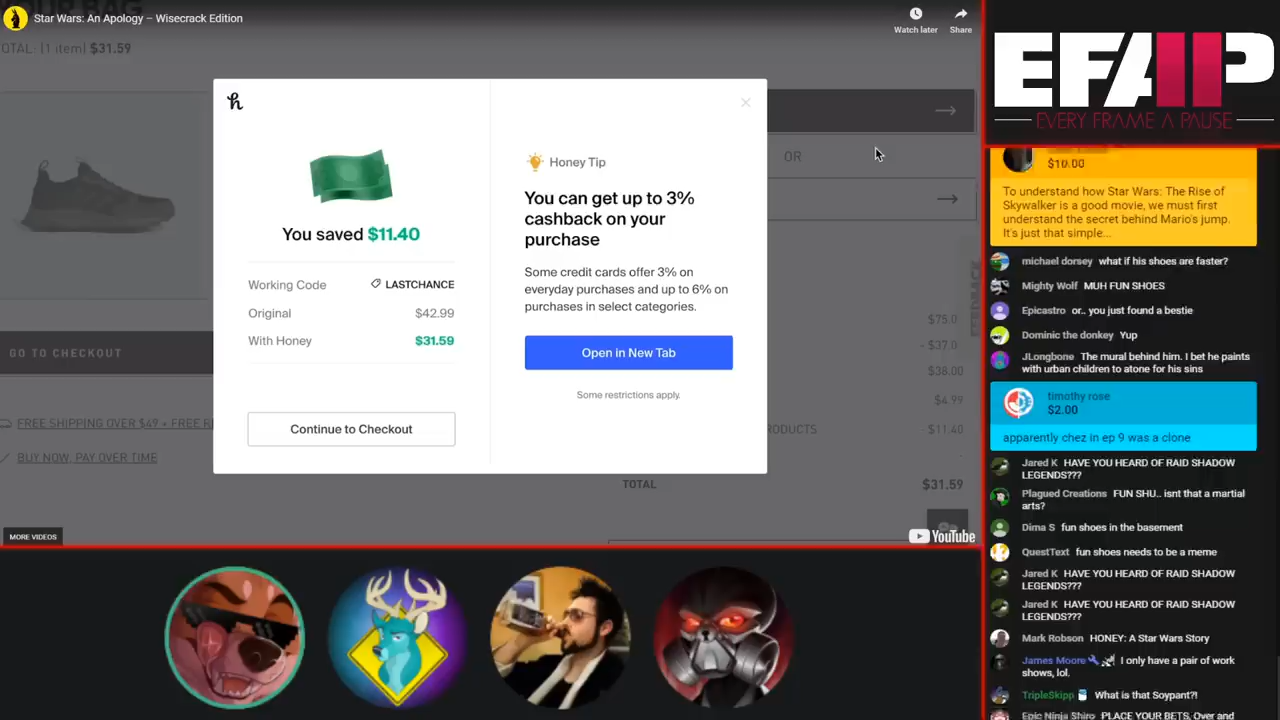 YOUR BAG
Star Wars: An Apology – Wisecrack Edition
Watch later
Share
TOTAL: [1 item] $31.59
h
You saved $11.40
Working Code
LASTCHANCE
Original
$42.99
With Honey
$31.59
Continue to Checkout
Honey Tip
You can get up to 3%
cashback on your
purchase
Some credit cards offer 3% on
everyday purchases and up to 6% on
purchases in select categories.
Open in New Tab
Some restrictions apply.
OR
FEEDBACK
GO TO CHECKOUT
FREE SHIPPING OVER $49 + FREE
BUY NOW, PAY OVER TIME
$75.0
- $37.0
$38.00
$4.99
-$11.40
TOTAL
$31.59
MORE VIDEOS
YouTube
EFAP
EVERY FRAME A PAUSE
$10.00
To understand how Star Wars: The Rise of
Skywalker is a good movie, we must first
understand the secret behind Mario's jump.
It's just that simple...
michael dorsey what if his shoes are faster?
Mighty Wolf MUH FUN SHOES
Epicastro or.. you just found a bestie
Dominic the donkey Yup
JLongbone The mural behind him. I bet he paints
with urban children to atone for his sins
timothy rose
$2.00
apparently chez in ep 9 was a clone
Jared K HAVE YOU HEARD OF RAID SHADOW
LEGENDS???
Plagued Creations FUN SHU.. isnt that a martial
arts?
Dima S fun shoes in the basement
QuestText fun shoes needs to be a meme
Jared K HAVE YOU HEARD OF RAID SHADOW
LEGENDS???
Jared K HAVE YOU HEARD OF RAID SHADOW
LEGENDS???
Mark Robson HONEY: A Star Wars Story
James Moore I only have a pair of work
shows, lol.
TripleSkipp What is that Soypant?!
Epic Ninja Shiro PLACE YOUR BETS, Over and